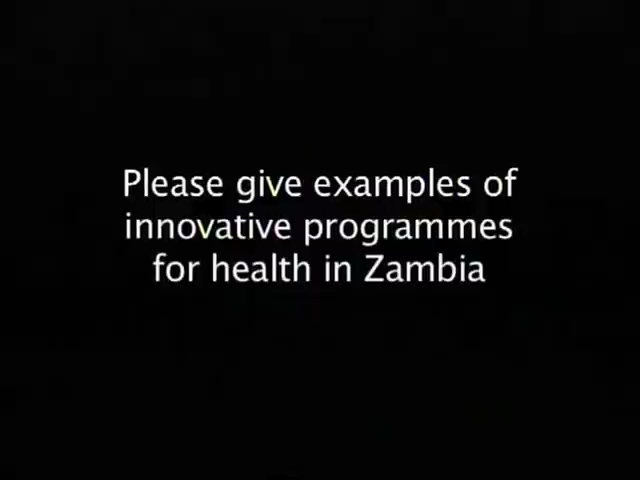 Please give examples of
innovative programmes
for health in Zambia